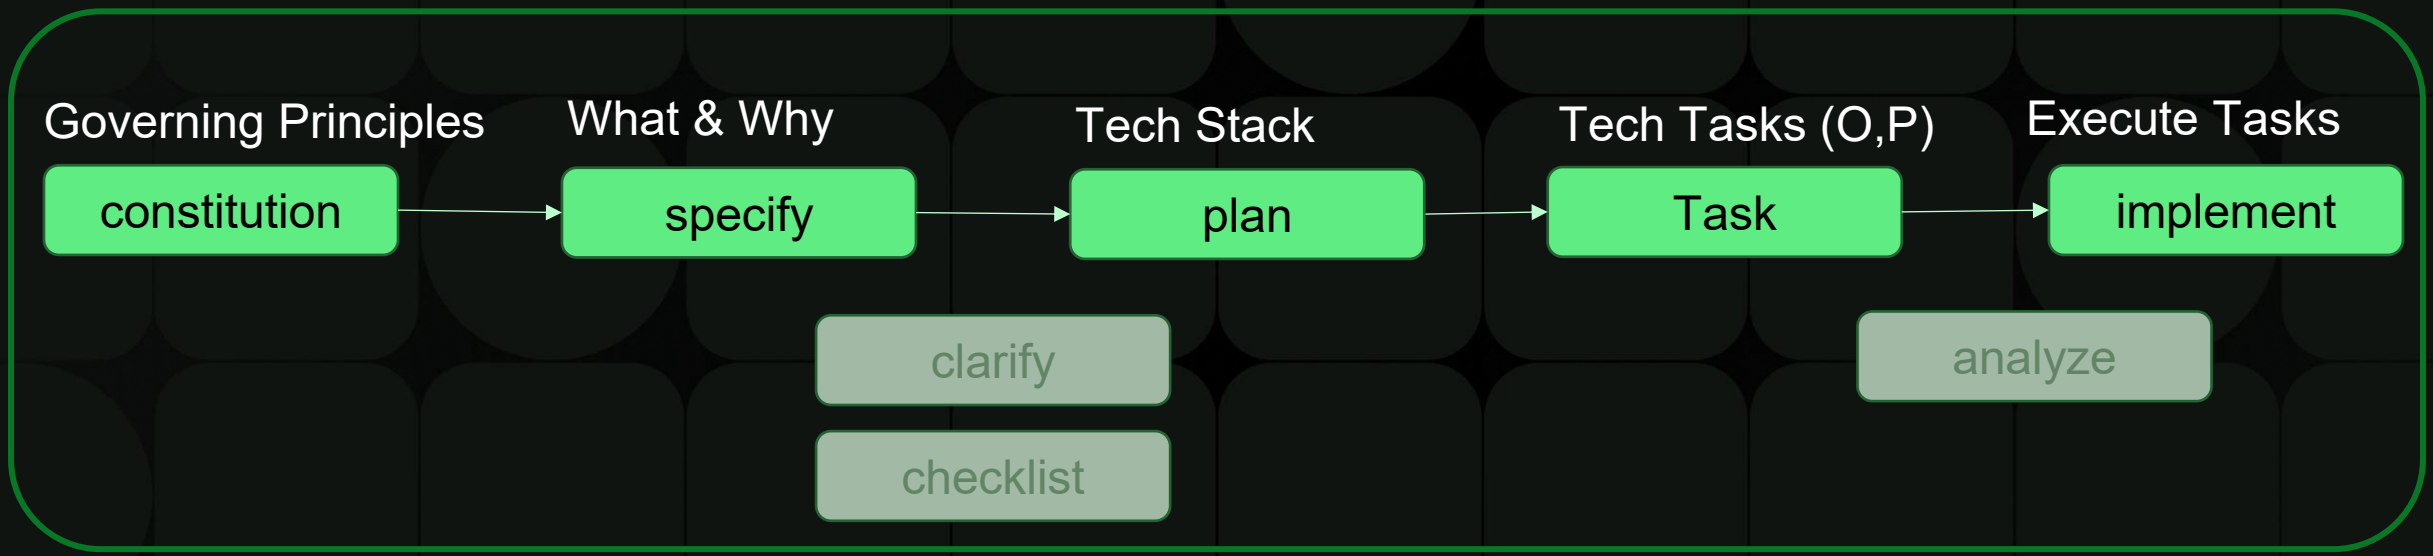 Governing Principles
What & Why
Tech Stack
Tech Tasks (O,P)
Execute Tasks
constitution
specify
plan
Task
implement
clarify
analyze
checklist